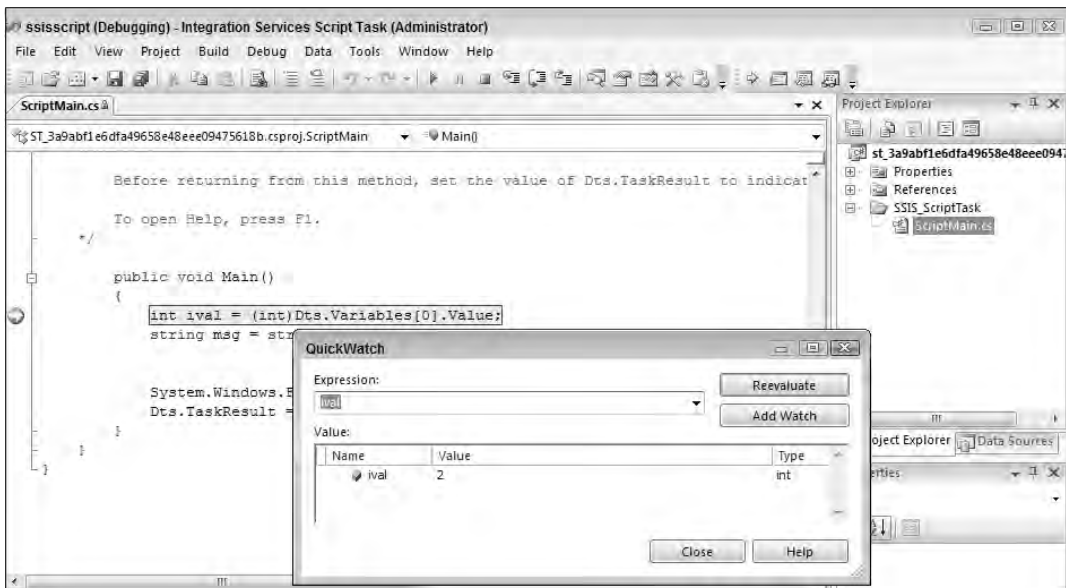 ssisscript (Debugging) - Integration Services Script Task (Administrator)
File Edit View Project Build Debug Data Tools Window Help
ScriptMain.cs
Project Explorer
ST_3a9abf1e6dfa49658e48eee09475618b.csproj.ScriptMain
Main()
st_3a9abf1e6dfa49658e48eee0947
Properties
References
SSIS_ScriptTask
ScriptMain.cs
Before returning from this method, set the value of Dts.TaskResult to indicat
To open Help, press F1.
*/
public void Main()
{
int ival = (int)Dts.Variables[0].Value;
string msg = str
System.Windows.F
Dts.TaskResult =
}
}
}
QuickWatch
Expression:
ival
Reevaluate
Add Watch
Value:
Name Value Type
ival 2 int
Close Help
oject Explorer Data Sources
erties